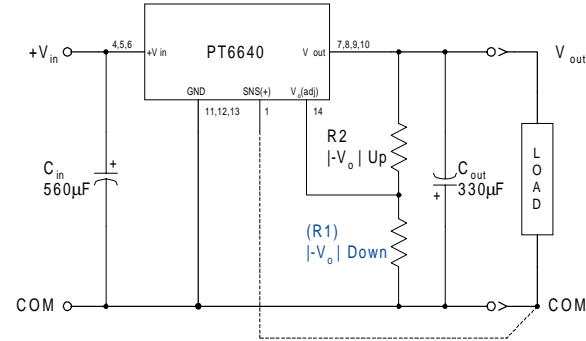 +Vin
4,5,6
+V in
PT6640
V out
7,8,9,10
V out
GND
SNS(+)
Vo(adj)
11,12,13
1
14
R2
|-Vo| Up
Cin
560µF
+
Cout
330µF
+
LOAD
(R1)
|-Vo| Down
COM
COM